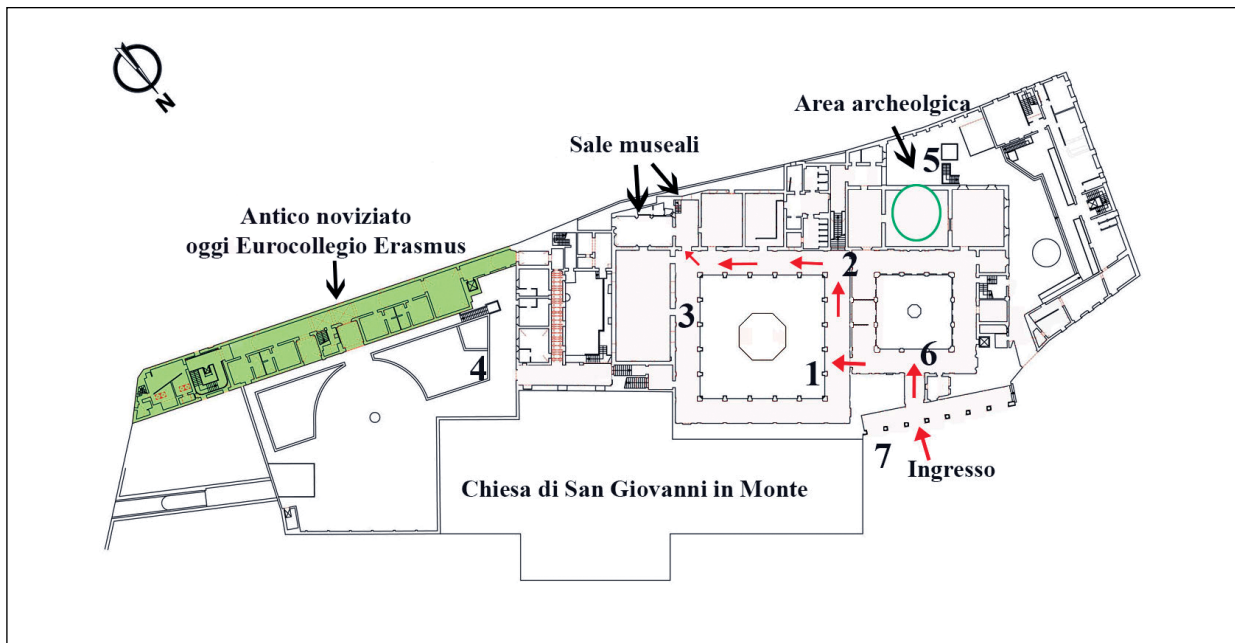 N
Area archeolgica
5
Sale museali
Antico noviziato
oggi Eurocollegio Erasmus
2
3
6
4
1
7
Ingresso
Chiesa di San Giovanni in Monte